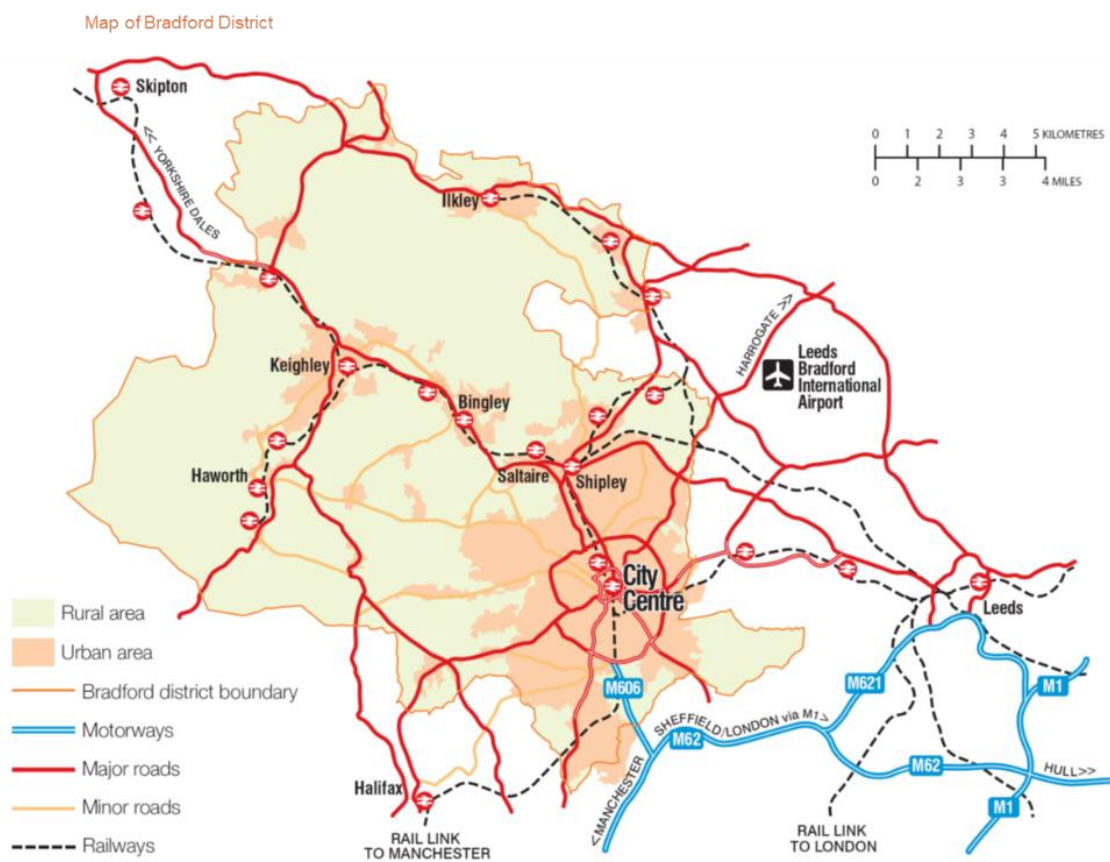 Map of Bradford District
Skipton
<< YORKSHIRE DALES
0 1 2 3 4 5 KILOMETRES
0 2 3 3 4 MILES
Ilkley
HARROGATE >>
Leeds
Bradford
International
Airport
Keighley
Bingley
Haworth
Saltaire
Shipley
City
Centre
Leeds
Rural area
Urban area
Bradford district boundary
Motorways
Major roads
Minor roads
Railways
M606
M621
M1
SHEFFIELD/LONDON via M1>
M62
M62
HULL>>
M1
<MANCHESTER
Halifax
RAIL LINK
TO MANCHESTER
RAIL LINK
TO LONDON